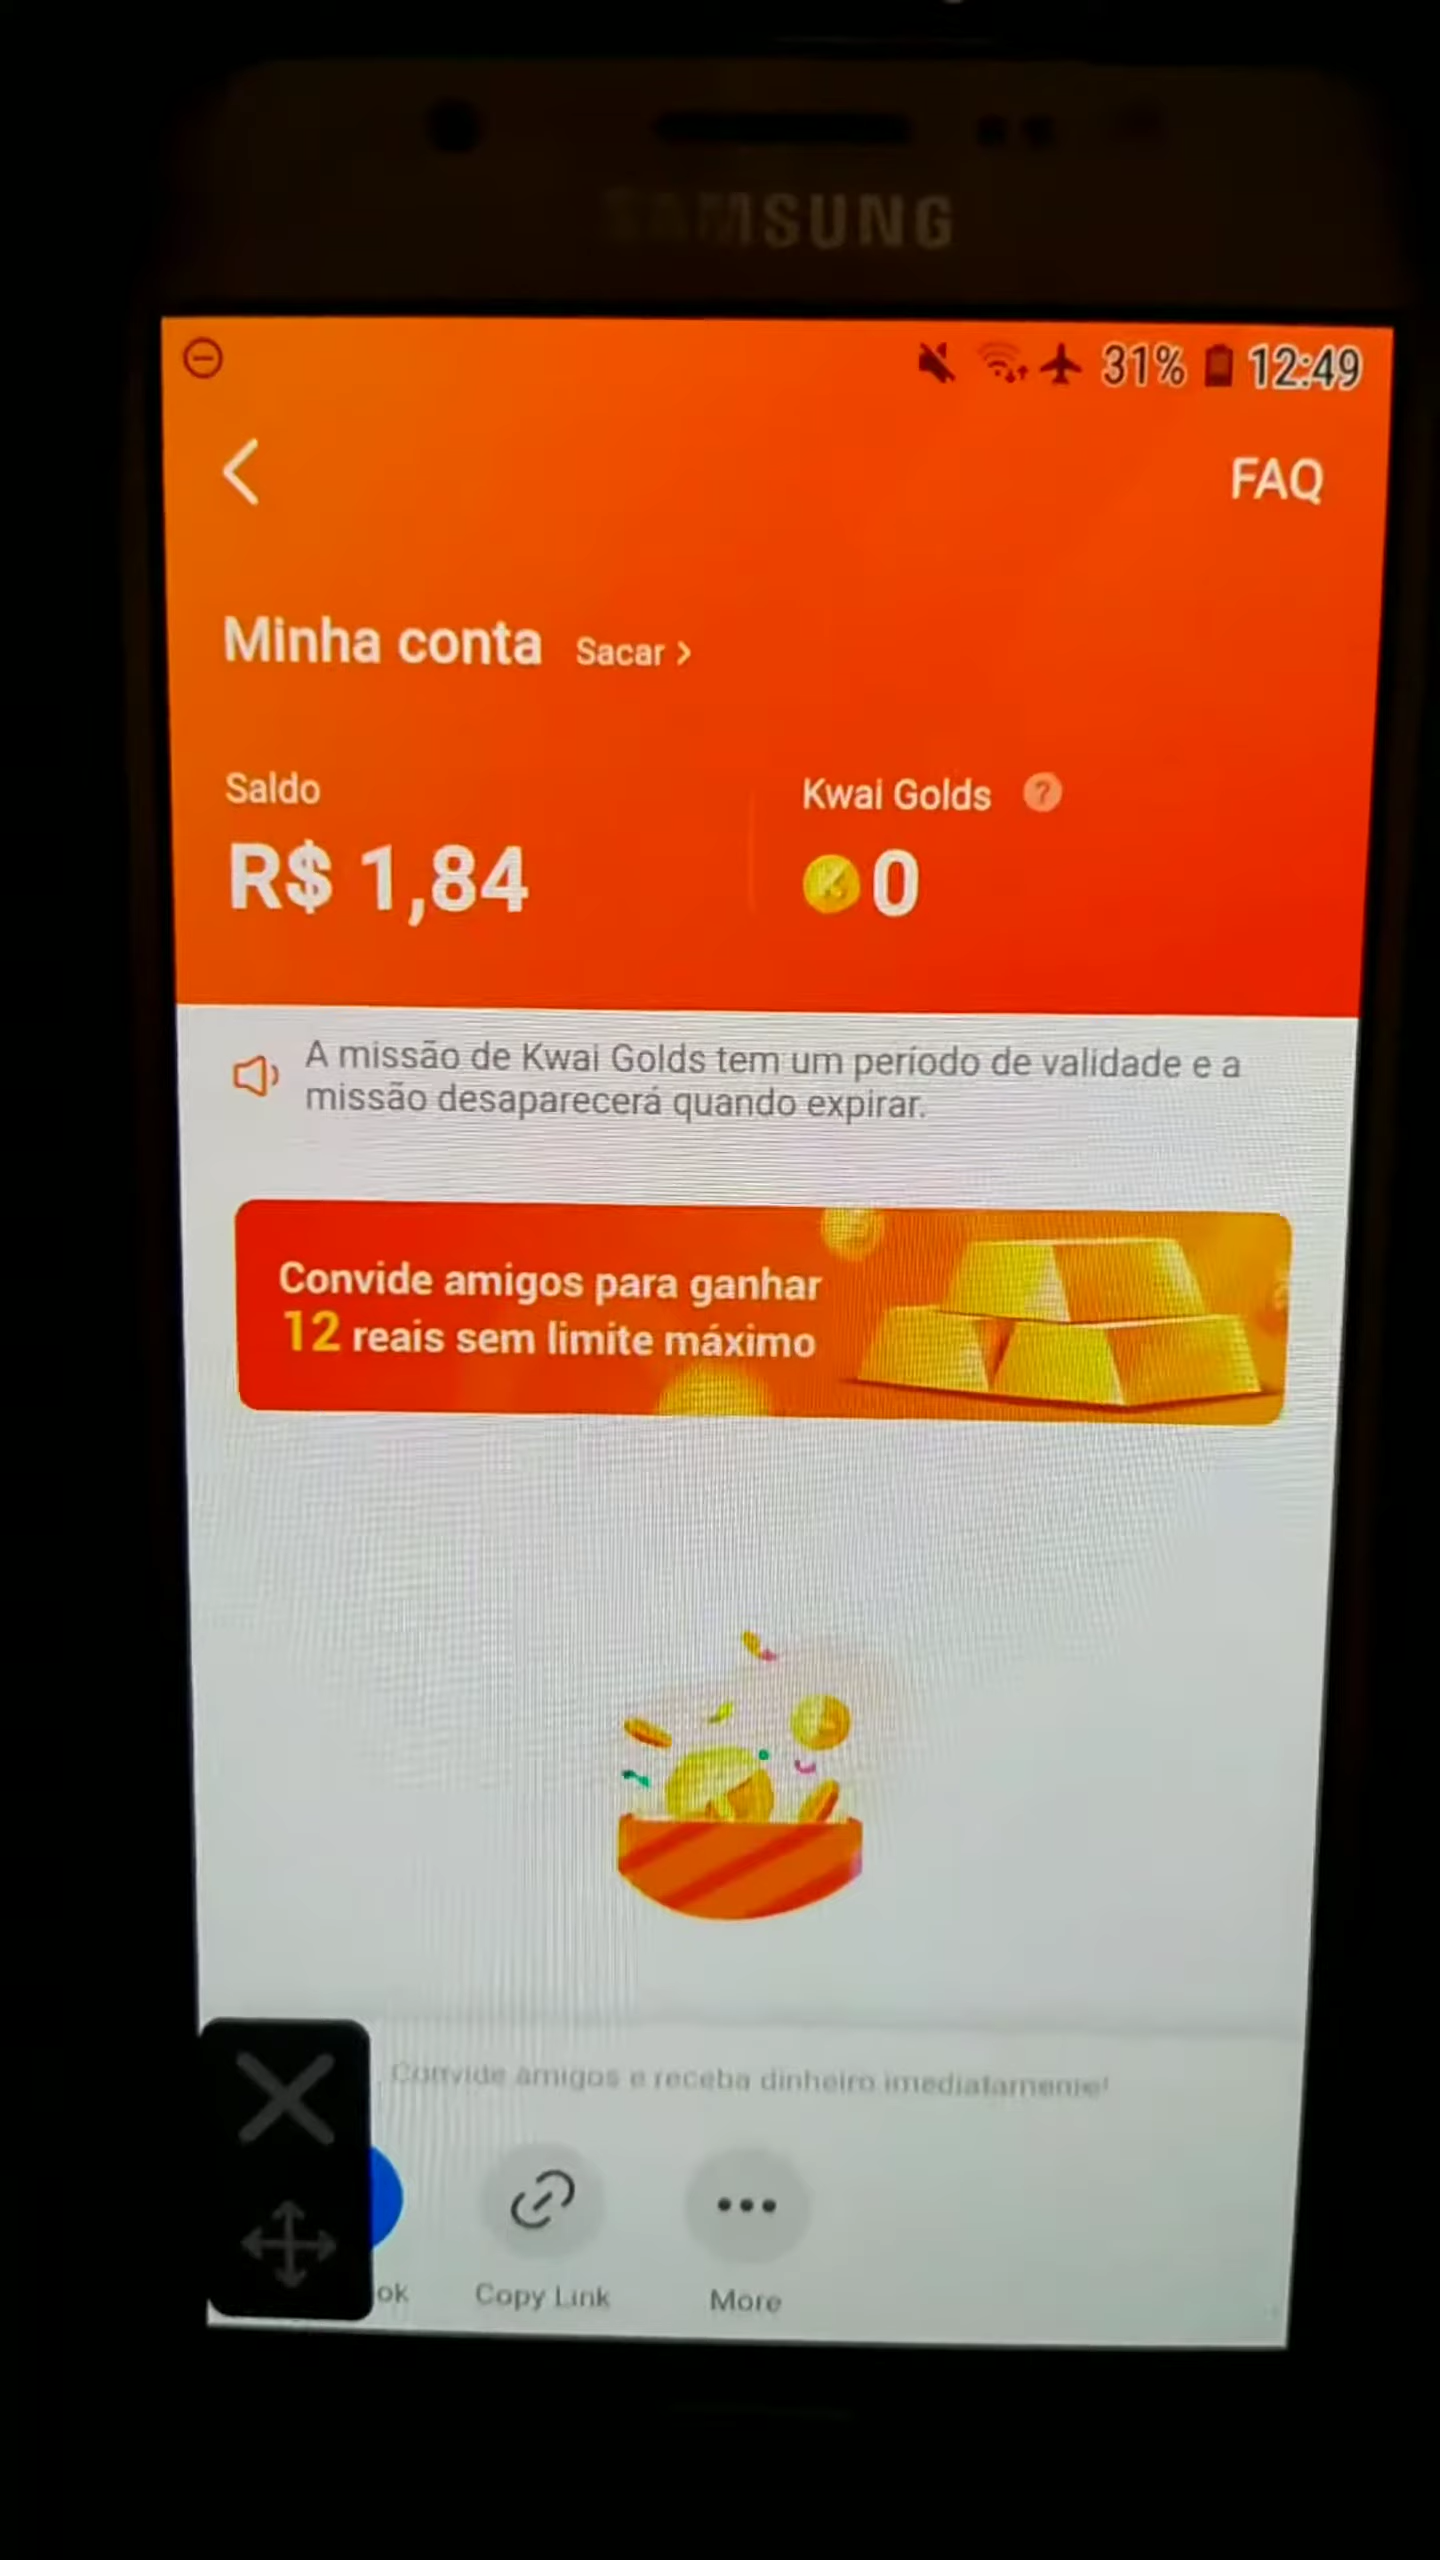 SAMSUNG
31% 12:49
FAQ
Minha conta Sacar >
Saldo
Kwai Golds ?
R$ 1,84
0
A missão de Kwai Golds tem um período de validade e a
missão desaparecerá quando expirar.
Convide amigos para ganhar
12 reais sem limite máximo
Convide amigos e receba dinheiro imediatamente!
ok
Copy Link
More